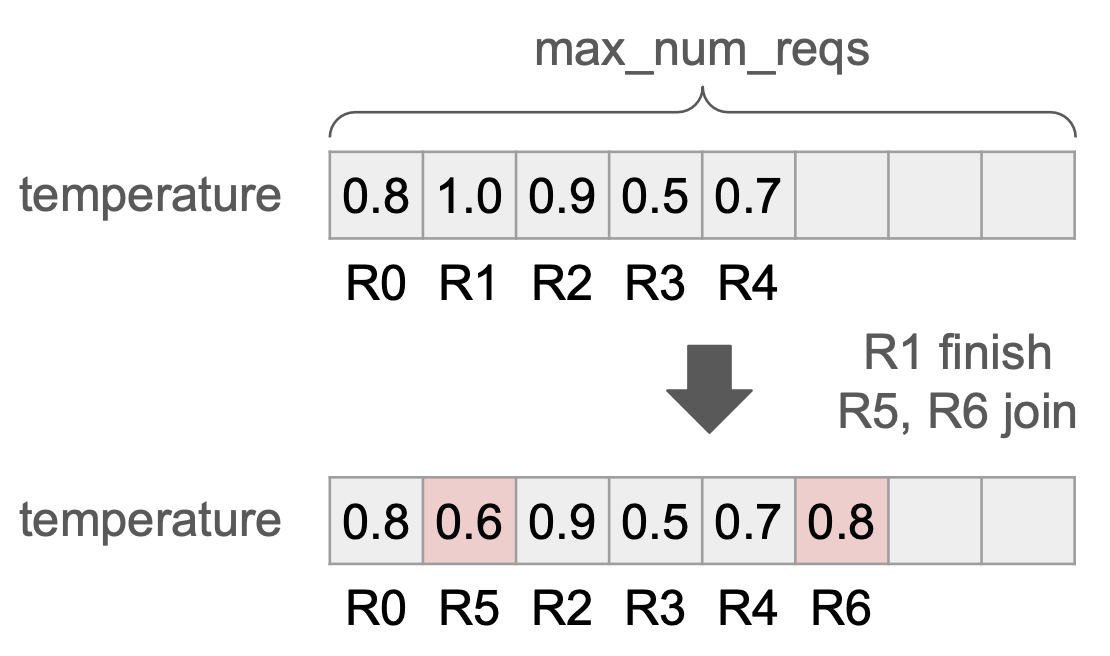 max_num_reqs
temperature 0.8 1.0 0.9 0.5 0.7
R0 R1 R2 R3 R4
R1 finish
R5, R6 join
temperature 0.8 0.6 0.9 0.5 0.7 0.8
R0 R5 R2 R3 R4 R6